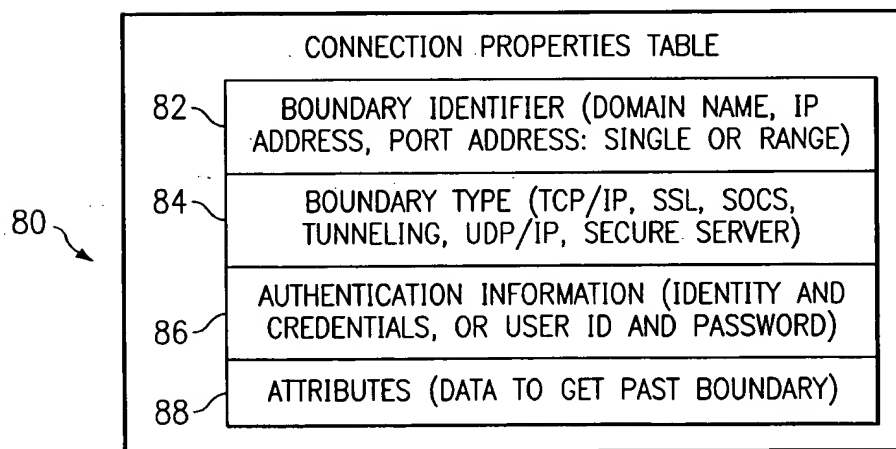 CONNECTION PROPERTIES TABLE
82
BOUNDARY IDENTIFIER (DOMAIN NAME, IP
ADDRESS, PORT ADDRESS: SINGLE OR RANGE)
84
BOUNDARY TYPE (TCP/IP, SSL, SOCS,
TUNNELING, UDP/IP, SECURE SERVER)
80
86
AUTHENTICATION INFORMATION (IDENTITY AND
CREDENTIALS, OR USER ID AND PASSWORD)
88
ATTRIBUTES (DATA TO GET PAST BOUNDARY)